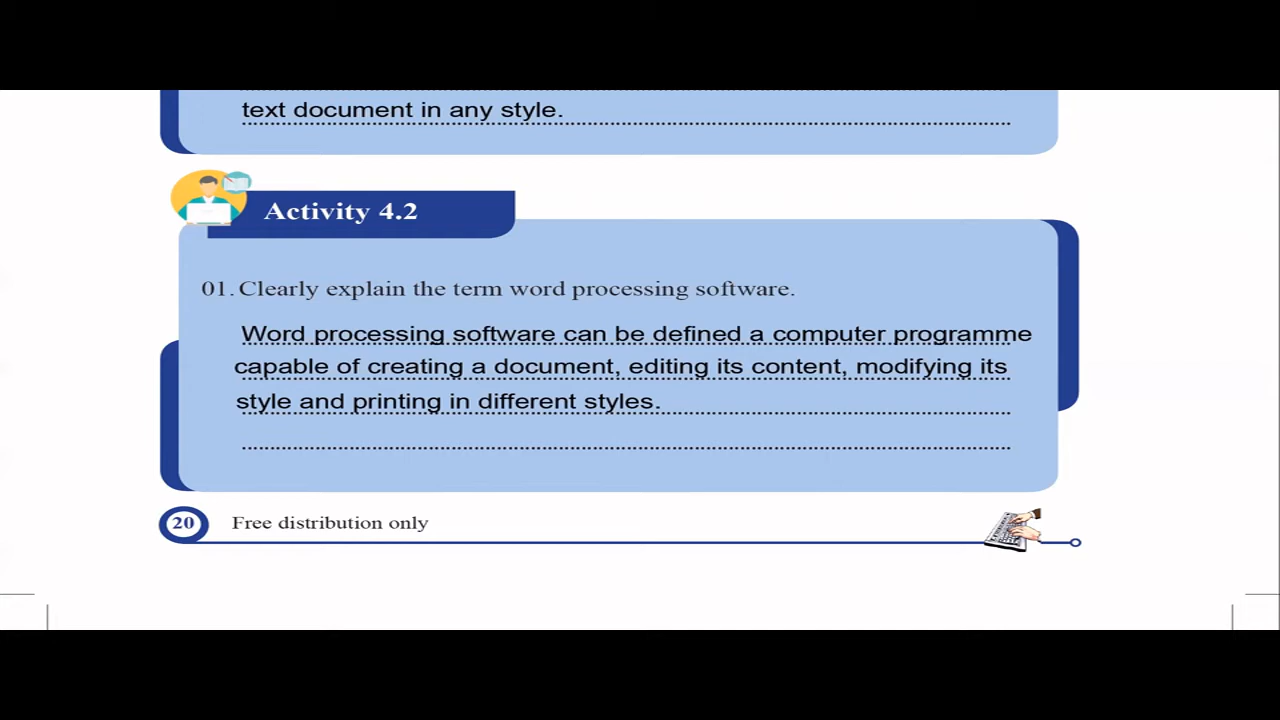 text document in any style.
Activity 4.2
01. Clearly explain the term word processing software.
Word processing software can be defined a computer programme
capable of creating a document, editing its content, modifying its
style and printing in different styles.
20 Free distribution only